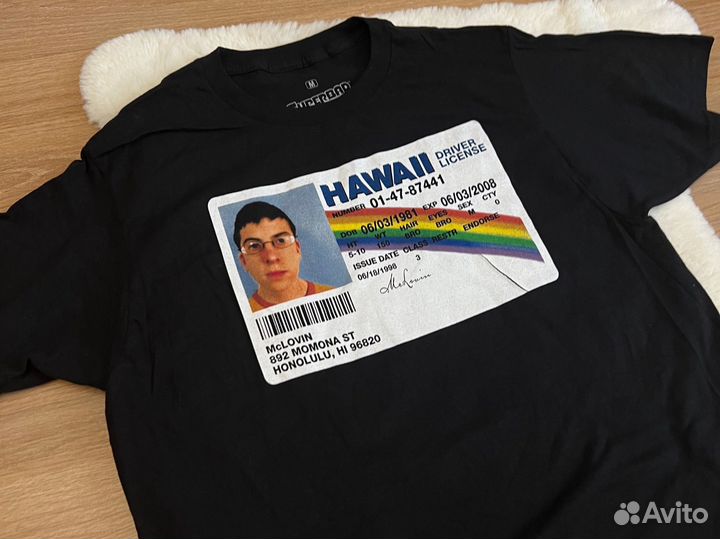 M
SUPERBAD
HAWAII DRIVER
LICENSE
NUMBER 01-47-87441
DOB 06/03/1981 EXP 06/03/2008
HT WT HAIR EYES SEX CTY
5-10 150 BRO BRO M 0
ISSUE DATE CLASS RESTR ENDORSE
06/18/1998 3
McLovin
McLOVIN
892 MOMONA ST
HONOLULU, HI 96820
Avito